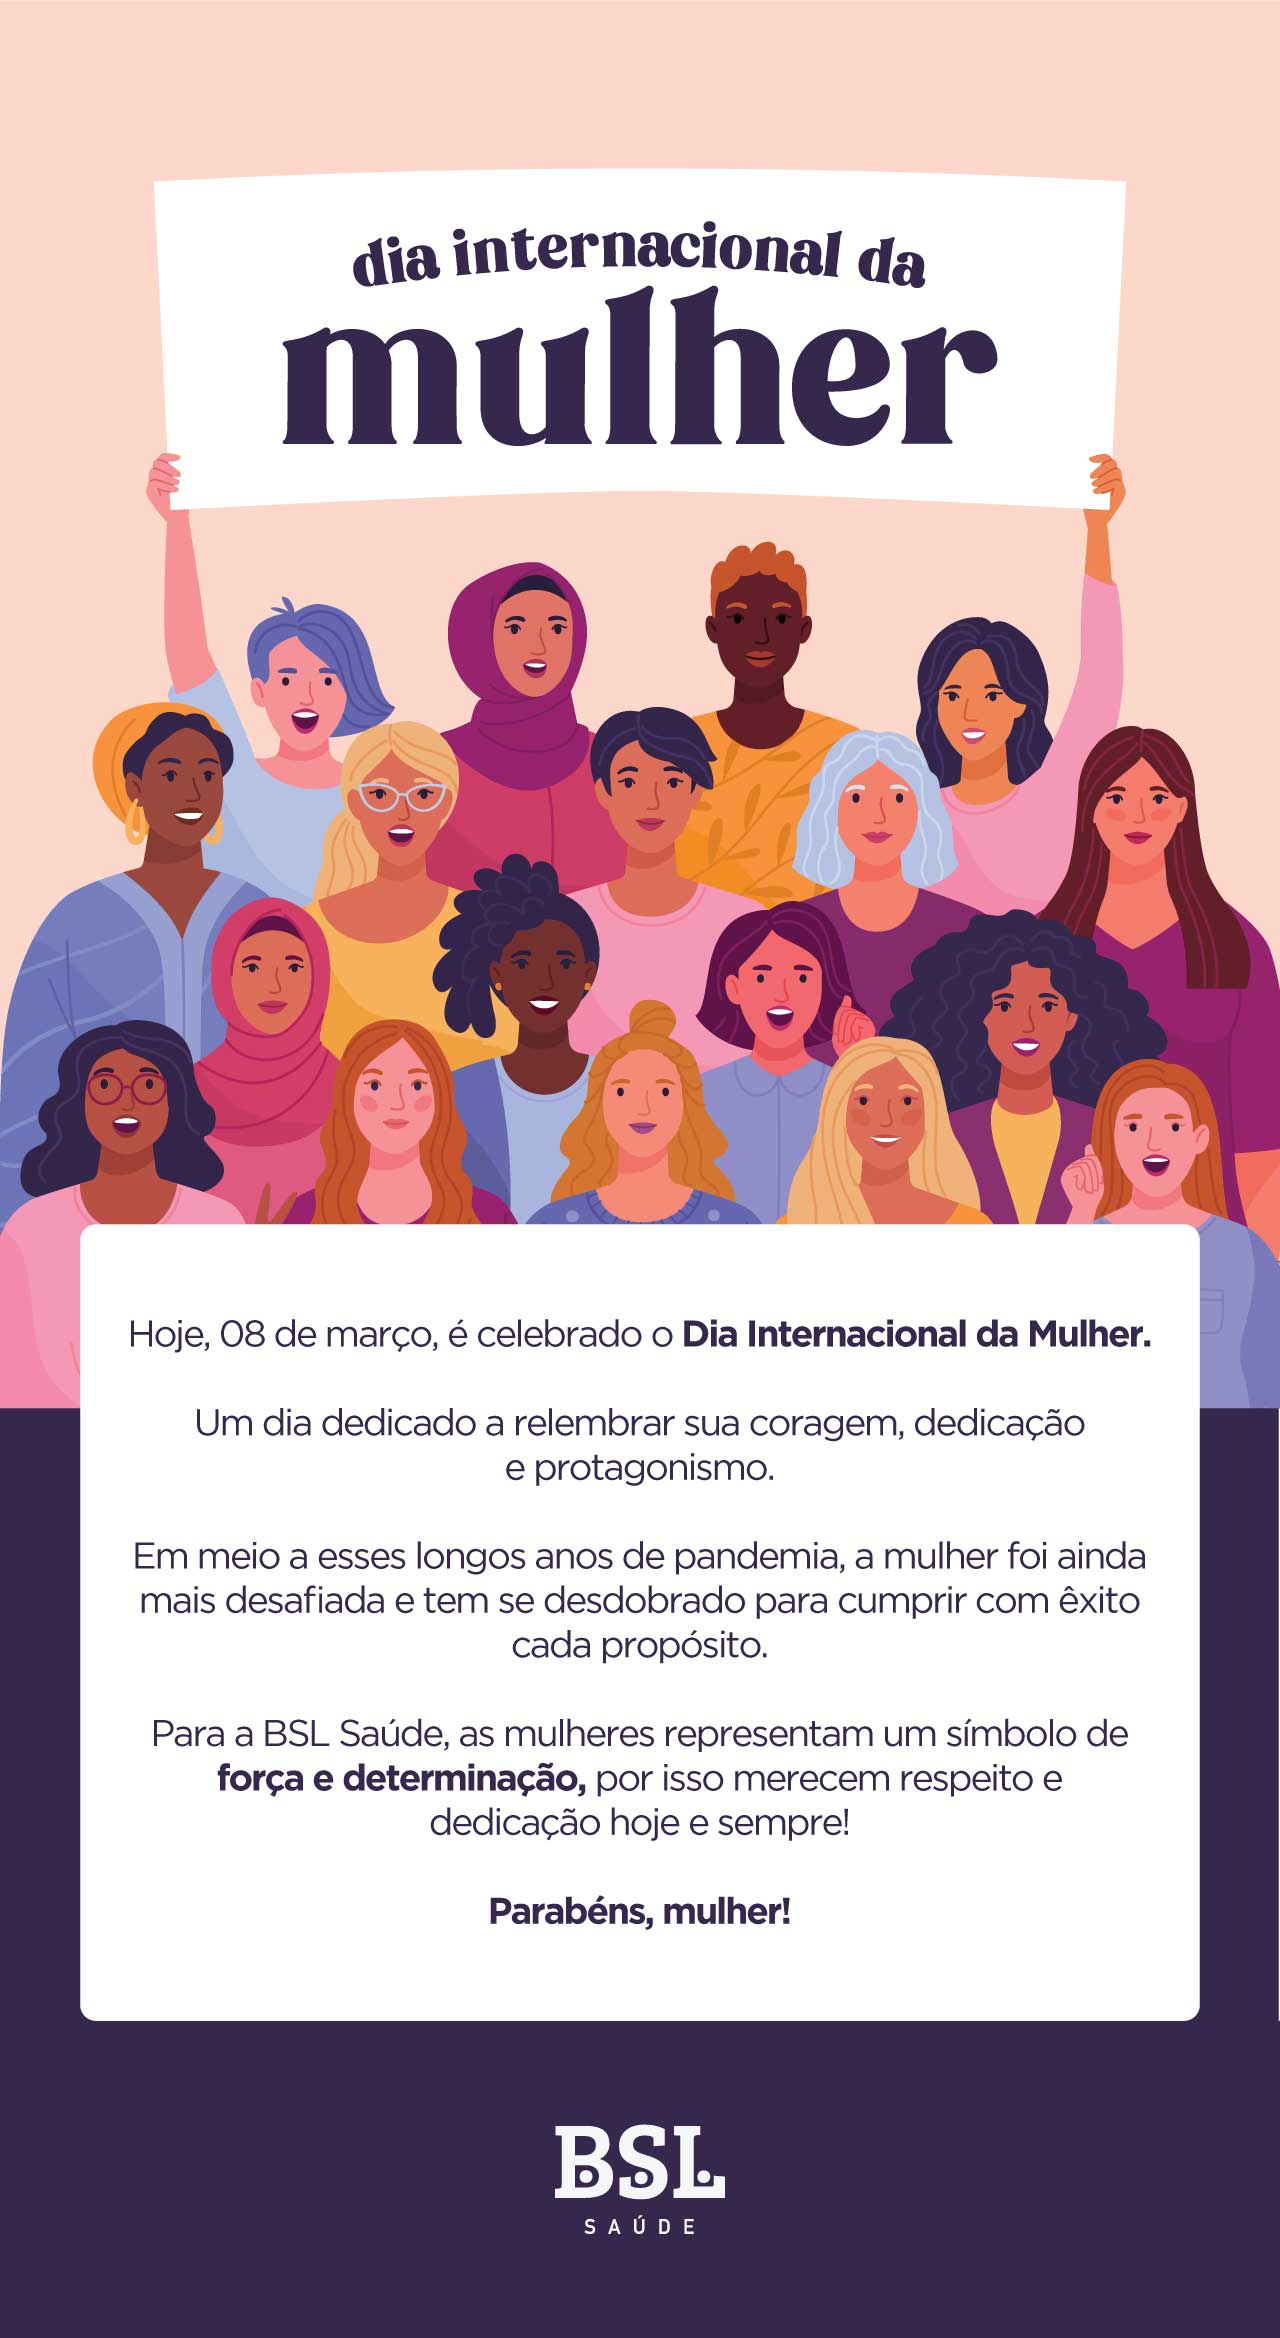 dia internacional da
mulher
Hoje, 08 de março, é celebrado o Dia Internacional da Mulher.
Um dia dedicado a relembrar sua coragem, dedicação
e protagonismo.
Em meio a esses longos anos de pandemia, a mulher foi ainda
mais desafiada e tem se desdobrado para cumprir com êxito
cada propósito.
Para a BSL Saúde, as mulheres representam um símbolo de
força e determinação, por isso merecem respeito e
dedicação hoje e sempre!
Parabéns, mulher!
BSL
SAÚDE